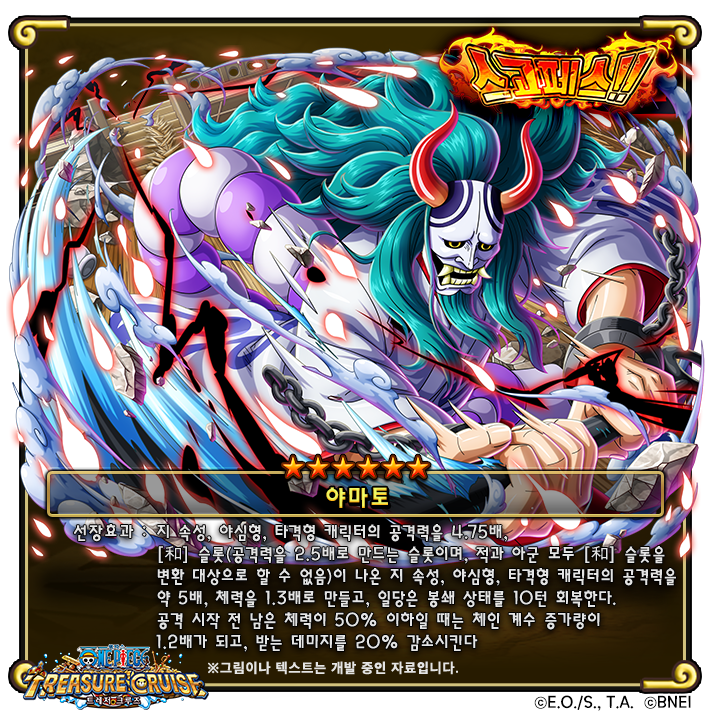 스고페스!!
야마토
선장효과 : 지 속성, 야심형, 타격형 캐릭터의 공격력을 4.75배,
[和] 슬롯(공격력을 2.5배로 만드는 슬롯이며, 적과 아군 모두 [和] 슬롯을
변환 대상으로 할 수 없음)이 나온 지 속성, 야심형, 타격형 캐릭터의 공격력을
약 5배, 체력을 1.3배로 만들고, 일당은 봉쇄 상태를 10턴 회복한다.
공격 시작 전 남은 체력이 50% 이하일 때는 체인 계수 증가량이
1.2배가 되고, 받는 데미지를 20% 감소시킨다
※그림이나 텍스트는 개발 중인 자료입니다.
ONE PIECE
TREASURE CRUISE
트레저 크루즈
©E.O./S., T.A. ©BNEI